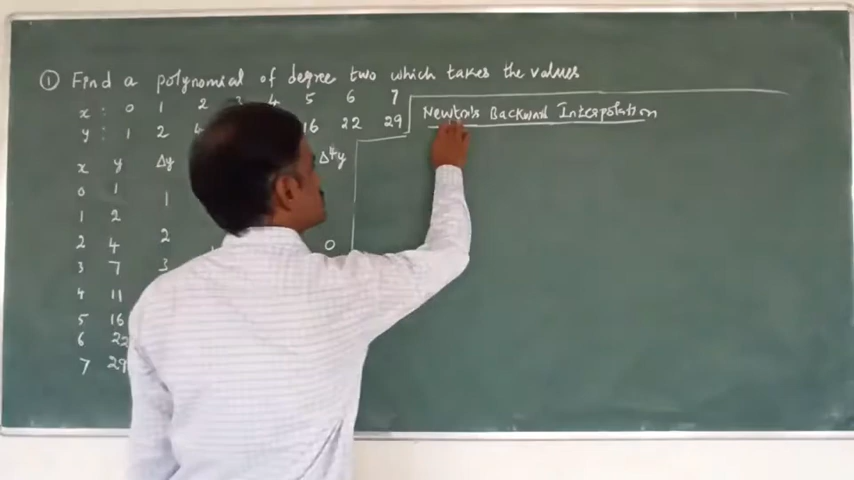 ① Find a polynomial of degree two which takes the values
x : 0 1 2 3 4 5 6 7
y : 1 2 4 16 22 29
Newton's Backward Interpolation
x y Δy Δ⁴y
0 1
1
1 2
2 4 2 0
3 7 3
4 11
5 16
6 22
7 29